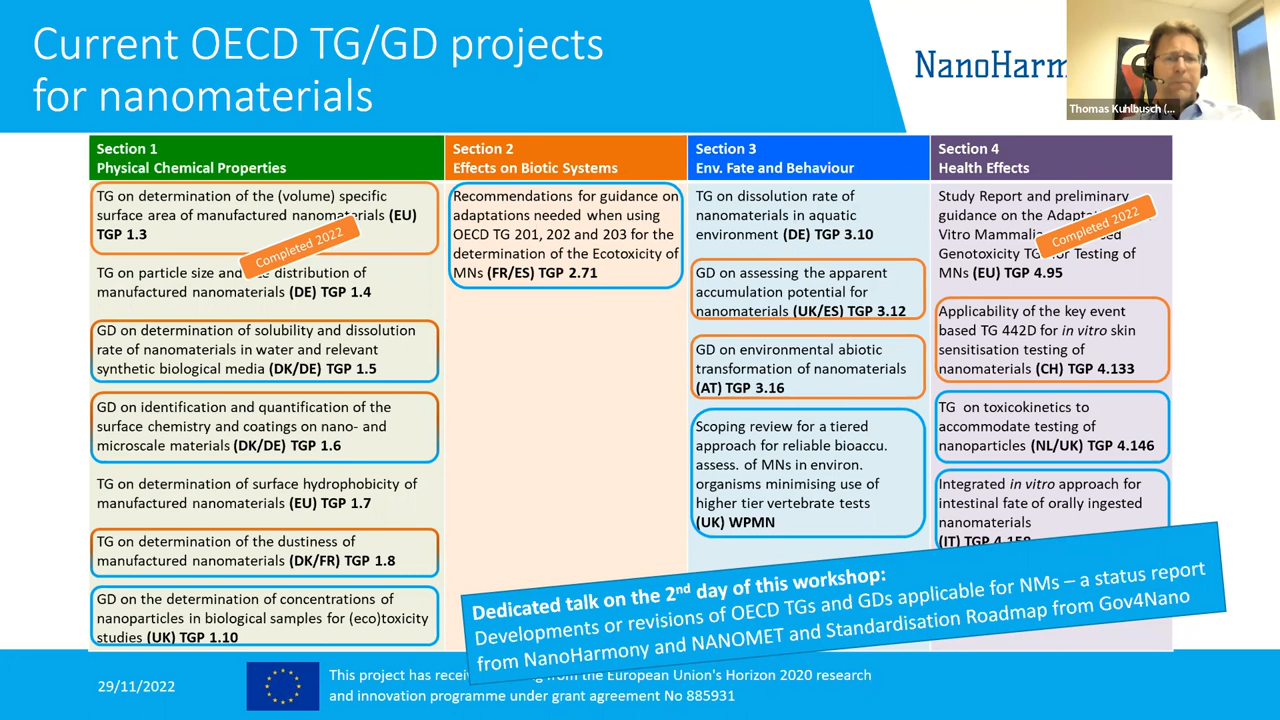 Current OECD TG/GD projects
for nanomaterials
NanoHarm
Thomas Kuhlbusch (...
Section 1
Physical Chemical Properties
TG on determination of the (volume) specific
surface area of manufactured nanomaterials (EU)
TGP 1.3
Completed 2022
TG on particle size and distribution of
manufactured nanomaterials (DE) TGP 1.4
GD on determination of solubility and dissolution
rate of nanomaterials in water and relevant
synthetic biological media (DK/DE) TGP 1.5
GD on identification and quantification of the
surface chemistry and coatings on nano- and
microscale materials (DK/DE) TGP 1.6
TG on determination of surface hydrophobicity of
manufactured nanomaterials (EU) TGP 1.7
TG on determination of the dustiness of
manufactured nanomaterials (DK/FR) TGP 1.8
GD on the determination of concentrations of
nanoparticles in biological samples for (eco)toxicity
studies (UK) TGP 1.10
Section 2
Effects on Biotic Systems
Recommendations for guidance on
adaptations needed when using
OECD TG 201, 202 and 203 for the
determination of the Ecotoxicity of
MNs (FR/ES) TGP 2.71
Section 3
Env. Fate and Behaviour
TG on dissolution rate of
nanomaterials in aquatic
environment (DE) TGP 3.10
GD on assessing the apparent
accumulation potential for
nanomaterials (UK/ES) TGP 3.12
GD on environmental abiotic
transformation of nanomaterials
(AT) TGP 3.16
Scoping review for a tiered
approach for reliable bioaccu.
assess. of MNs in environ.
organisms minimising use of
higher tier vertebrate tests
(UK) WPMN
Section 4
Health Effects
Study Report and preliminary
guidance on the
Vitro
Genotoxicity Testing of
MNs (EU) TGP 4.95
Completed 2022
Applicability of the key event
based TG 442D for in vitro skin
sensitisation testing of
nanomaterials (CH) TGP 4.133
TG on toxicokinetics to
accommodate testing of
nanoparticles (NL/UK) TGP 4.146
Integrated in vitro approach for
intestinal fate of orally ingested
nanomaterials
(IT) TGP
Dedicated talk on the 2nd day of this workshop:
Developments or revisions of OECD TGs and GDs applicable for NMs – a status report
from NanoHarmony and NANOMET and Standardisation Roadmap from Gov4Nano
29/11/2022
This project has from the European Union's Horizon 2020 research
and innovation programme under grant agreement No 885931